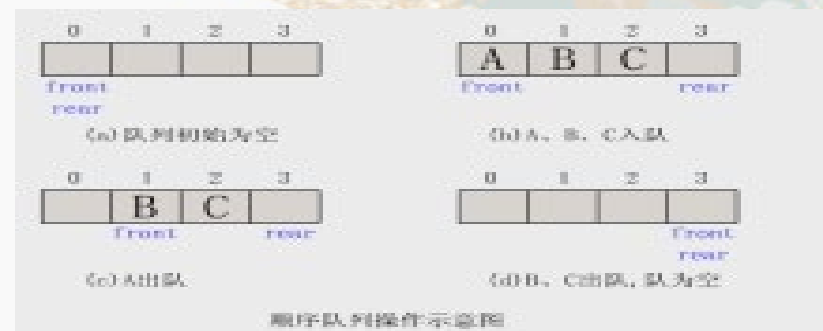 0 1 2 3
front
rear
(a)队列初始为空
0 1 2 3
A B C
front rear
(b)A、B、C入队
0 1 2 3
B C
front rear
(c)A出队
0 1 2 3
front
rear
(d)B、C出队,队为空
顺序队列操作示意图